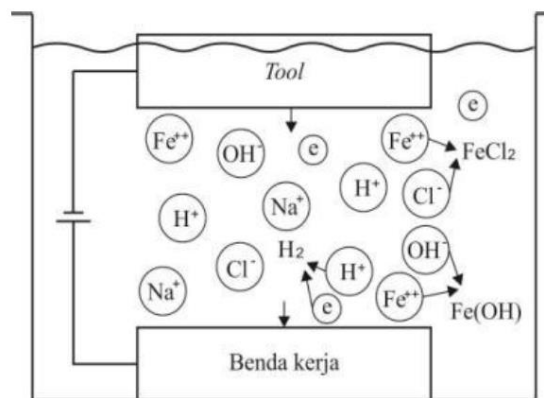 Tool
e
Fe++
OH-
e
Fe++
FeCl2
H+
Cl-
H+
Na+
OH-
H2
Cl-
H+
Na+
Fe++
e
Fe(OH)
Benda kerja